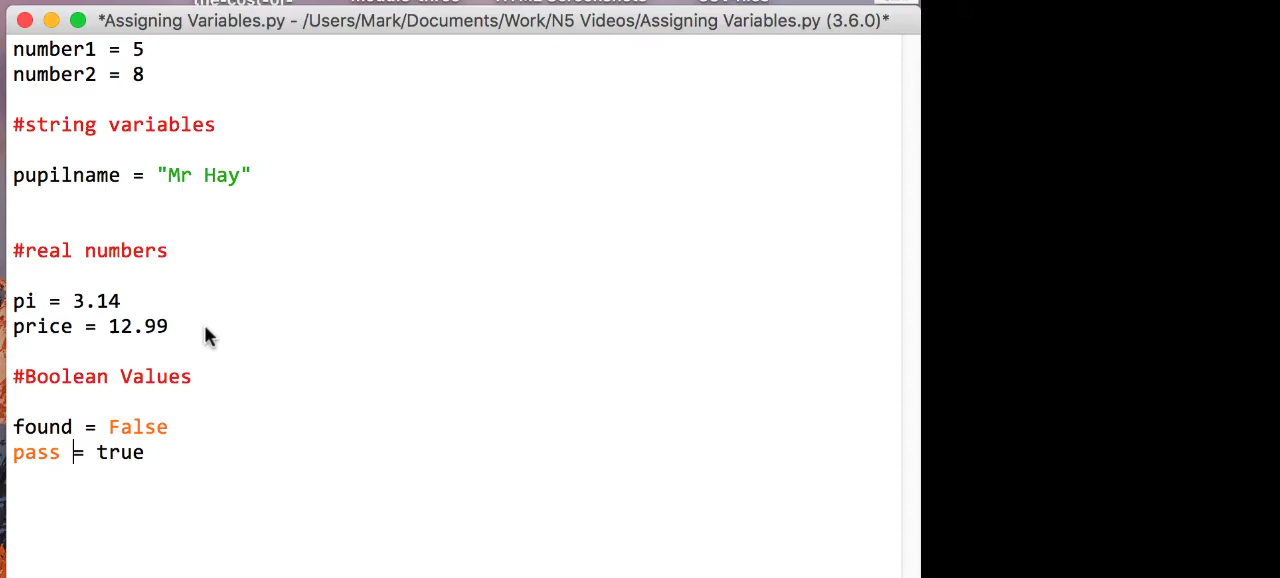 *Assigning Variables.py - /Users/Mark/Documents/Work/N5 Videos/Assigning Variables.py (3.6.0)*
number1 = 5
number2 = 8
#string variables
pupilname = "Mr Hay"
#real numbers
pi = 3.14
price = 12.99
#Boolean Values
found = False
pass = true